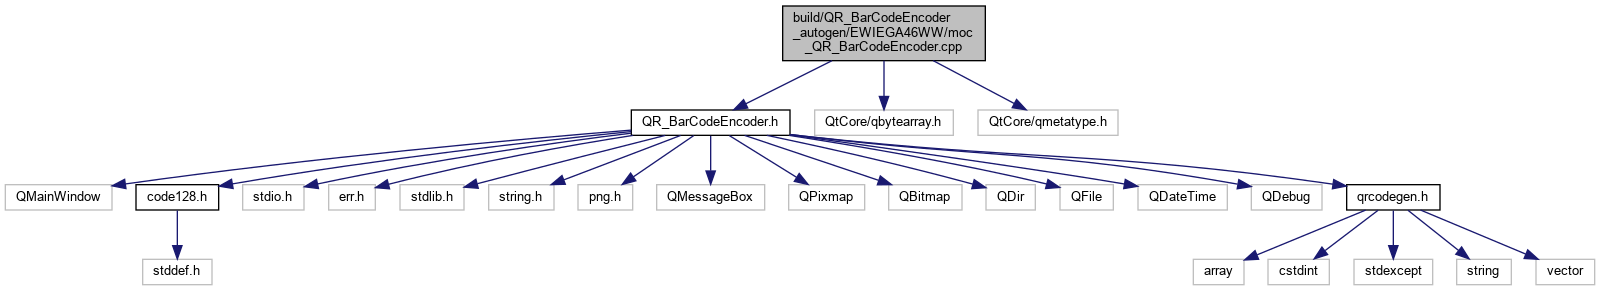 build/QR_BarCodeEncoder
_autogen/EWIEGA46WW/moc
_QR_BarCodeEncoder.cpp
QR_BarCodeEncoder.h
QtCore/qbytearray.h
QtCore/qmetatype.h
QMainWindow
code128.h
stdio.h
err.h
stdlib.h
string.h
png.h
QMessageBox
QPixmap
QBitmap
QDir
QFile
QDateTime
QDebug
qrcodegen.h
stddef.h
array
cstdint
stdexcept
string
vector